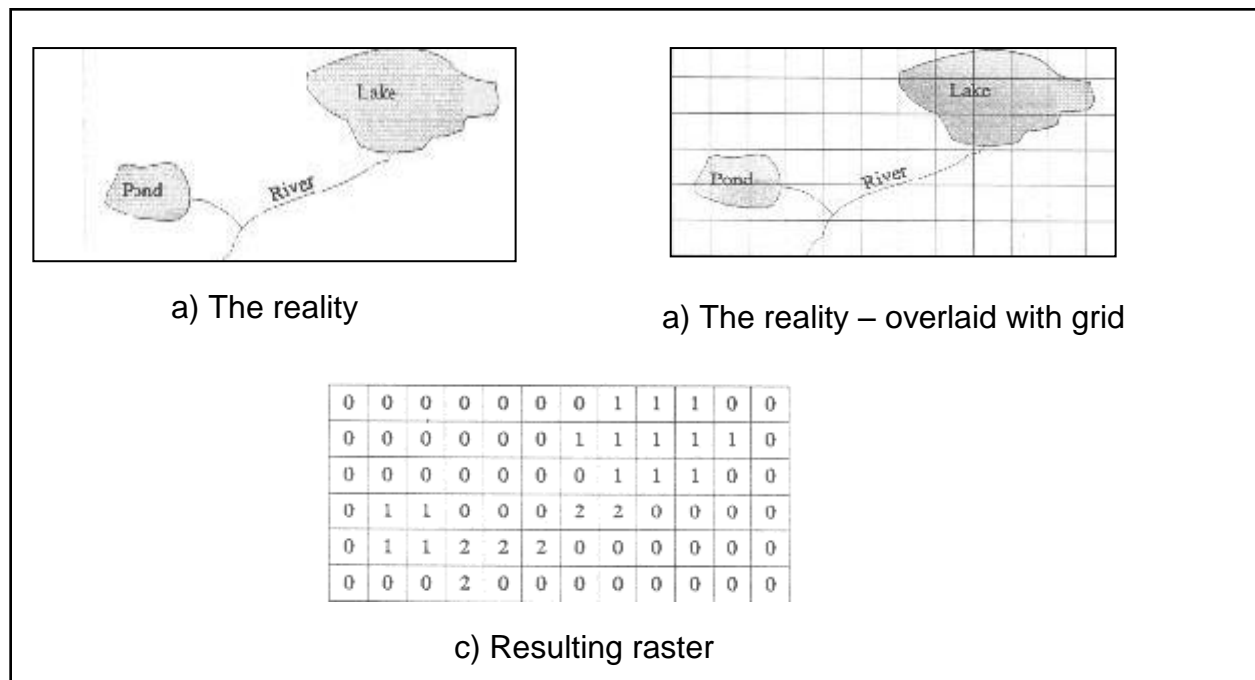 Lake
Pond
River
Lake
Pond
River
a) The reality
a) The reality – overlaid with grid
0 0 0 0 0 0 0 1 1 1 0 0
0 0 0 0 0 0 1 1 1 1 1 0
0 0 0 0 0 0 0 1 1 1 0 0
0 1 1 0 0 0 2 2 0 0 0 0
0 1 1 2 2 2 0 0 0 0 0 0
0 0 0 2 0 0 0 0 0 0 0 0
c) Resulting raster